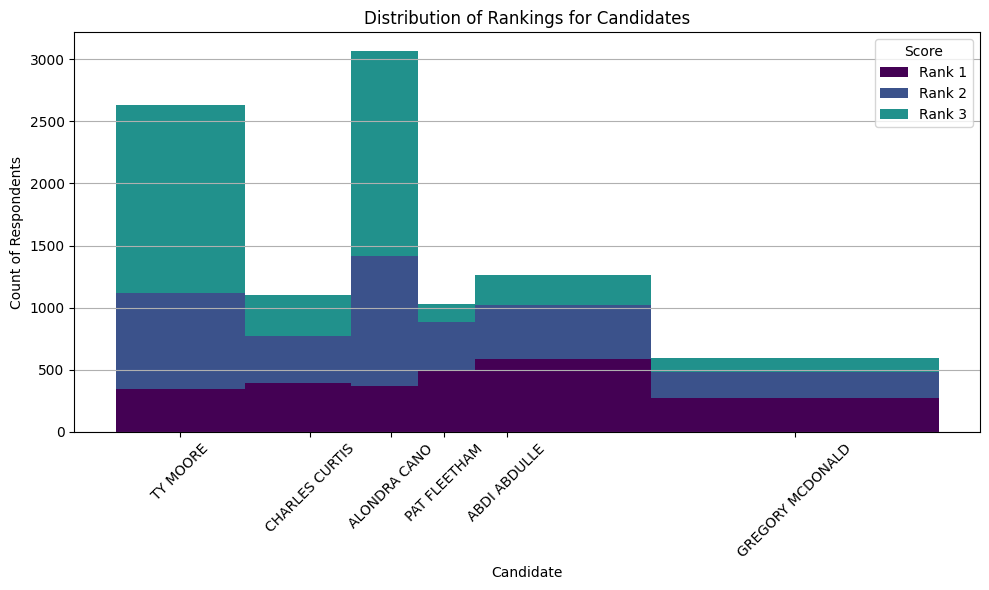 Distribution of Rankings for Candidates
Score
Rank 1
Rank 2
Rank 3
Count of Respondents
3000
2500
2000
1500
1000
500
0
TY MOORE
CHARLES CURTIS
ALONDRA CANO
PAT FLEETHAM
ABDI ABDULLE
GREGORY MCDONALD
Candidate